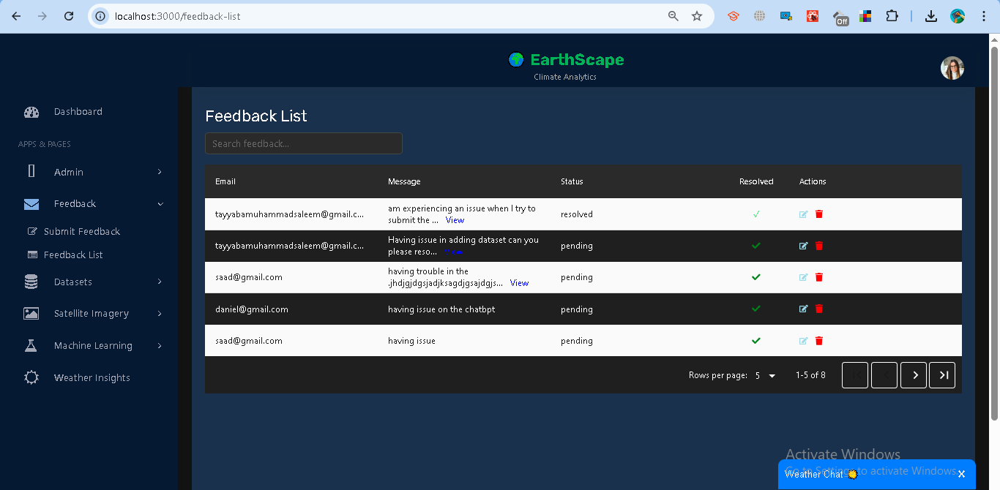 localhost:3000/feedback-list
Off
EarthScape
Climate Analytics
Dashboard
APPS & PAGES
Admin
Feedback
Submit Feedback
Feedback List
Datasets
Satellite Imagery
Machine Learning
Weather Insights
Feedback List
Search feedback...
Email Message Status Resolved Actions
tayyabamuhammadsaleem@gmail.c... am experiencing an issue when I try to resolved
submit the ... View
tayyabamuhammadsaleem@gmail.c... Having issue in adding dataset can you pending
please reso... View
saad@gmail.com having trouble in the pending
.jhdjgjdgsjadjksagdjgsajdgjs... View
daniel@gmail.com having issue on the chatbpt pending
saad@gmail.com having issue pending
Rows per page: 5 1-5 of 8
Activate Windows
Go to Settings to activate Windows.
Weather Chat
X